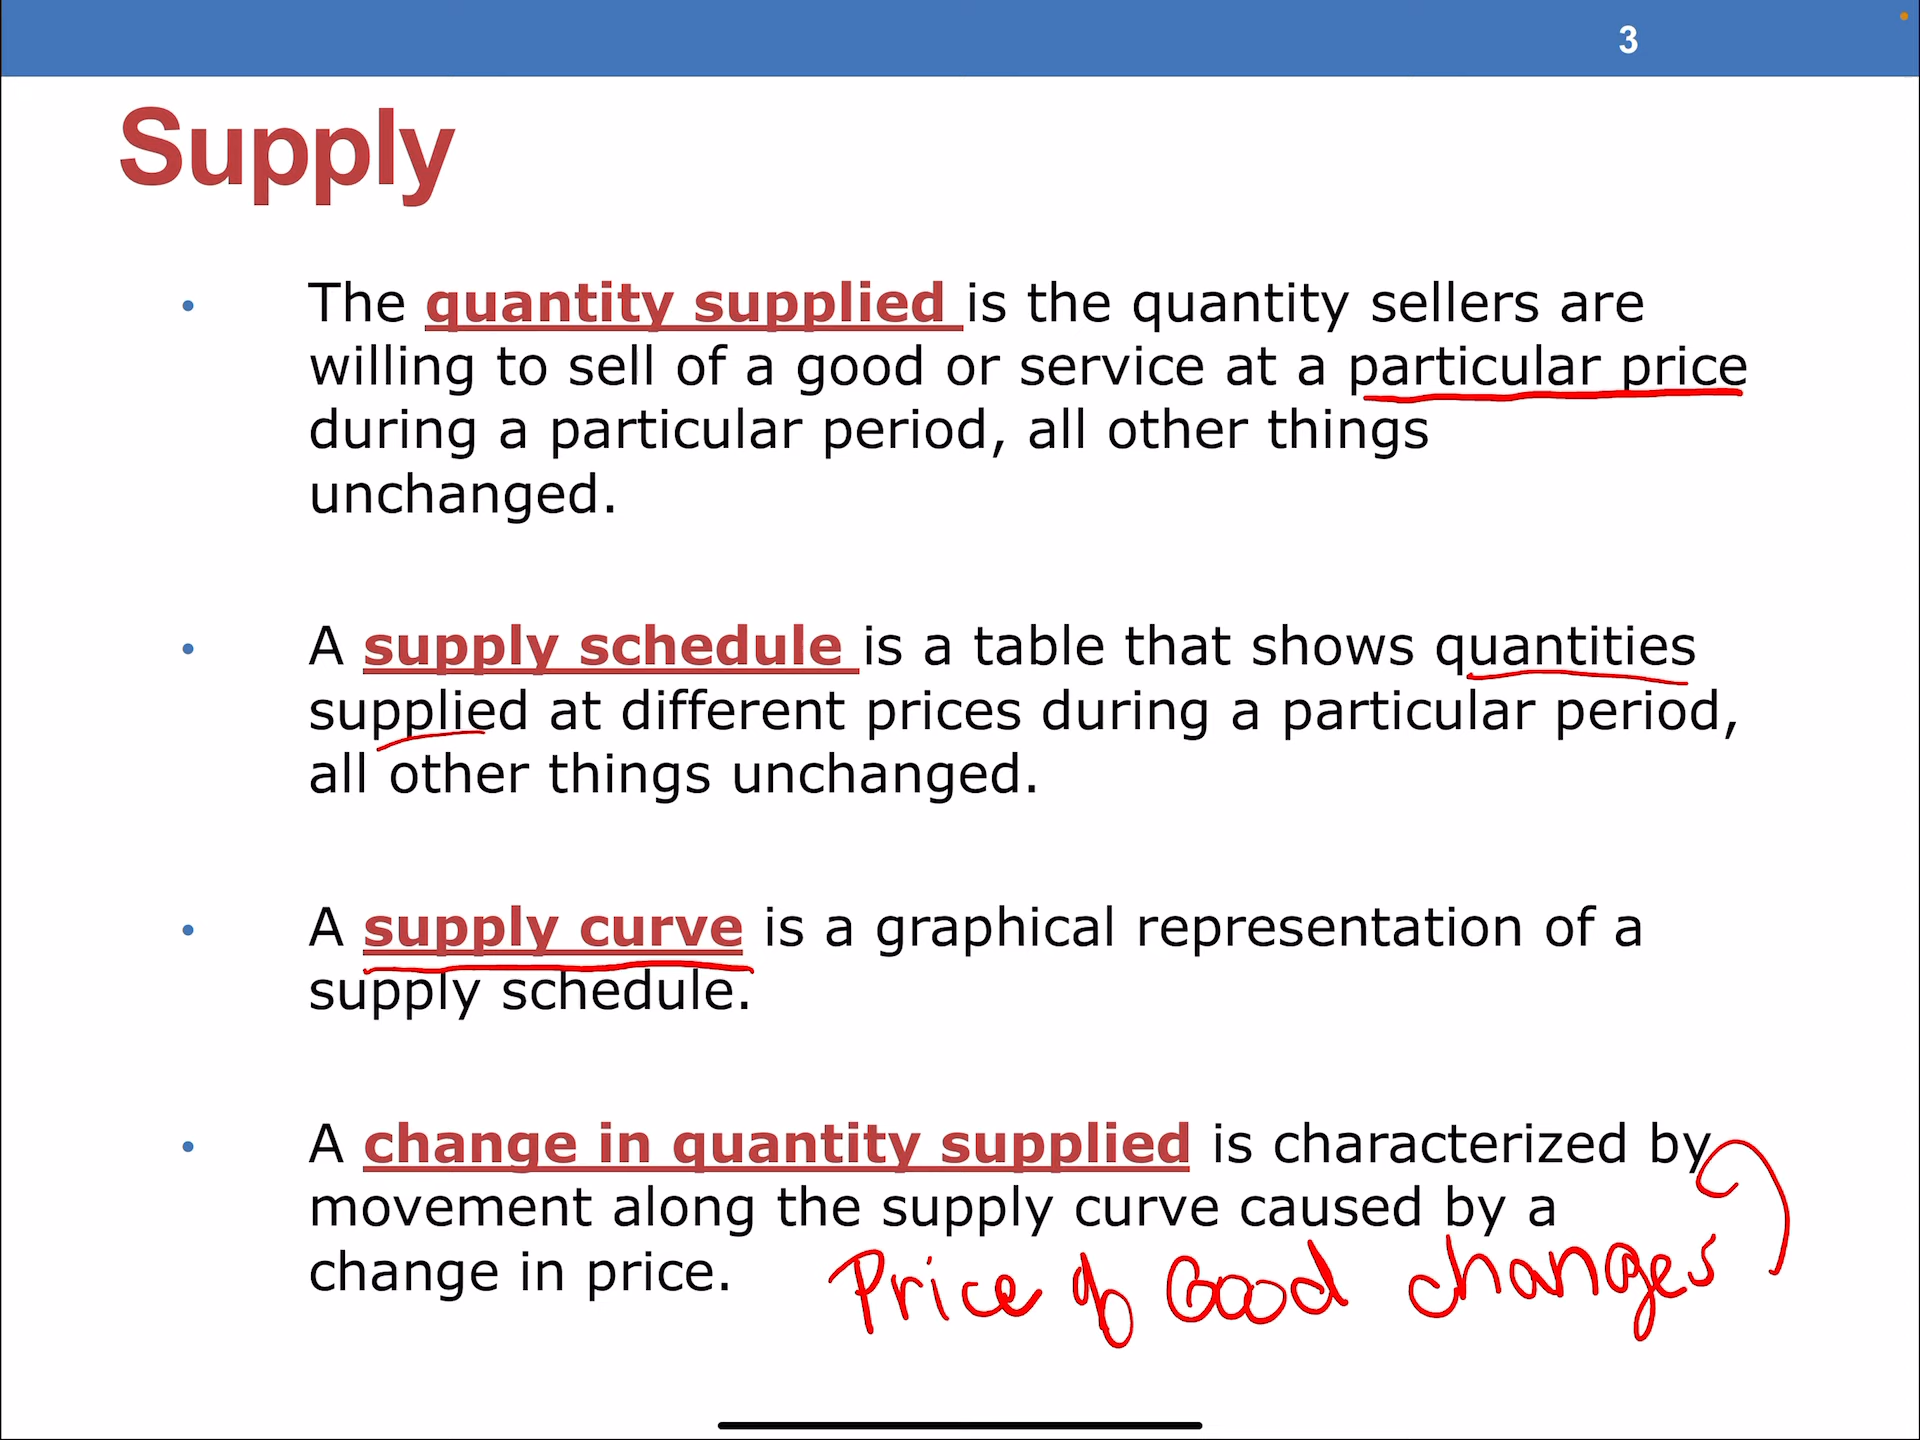 3
Supply
• The quantity supplied is the quantity sellers are
willing to sell of a good or service at a particular price
during a particular period, all other things
unchanged.
• A supply schedule is a table that shows quantities
supplied at different prices during a particular period,
all other things unchanged.
• A supply curve is a graphical representation of a
supply schedule.
• A change in quantity supplied is characterized by
movement along the supply curve caused by a
change in price.
Price of Good changes